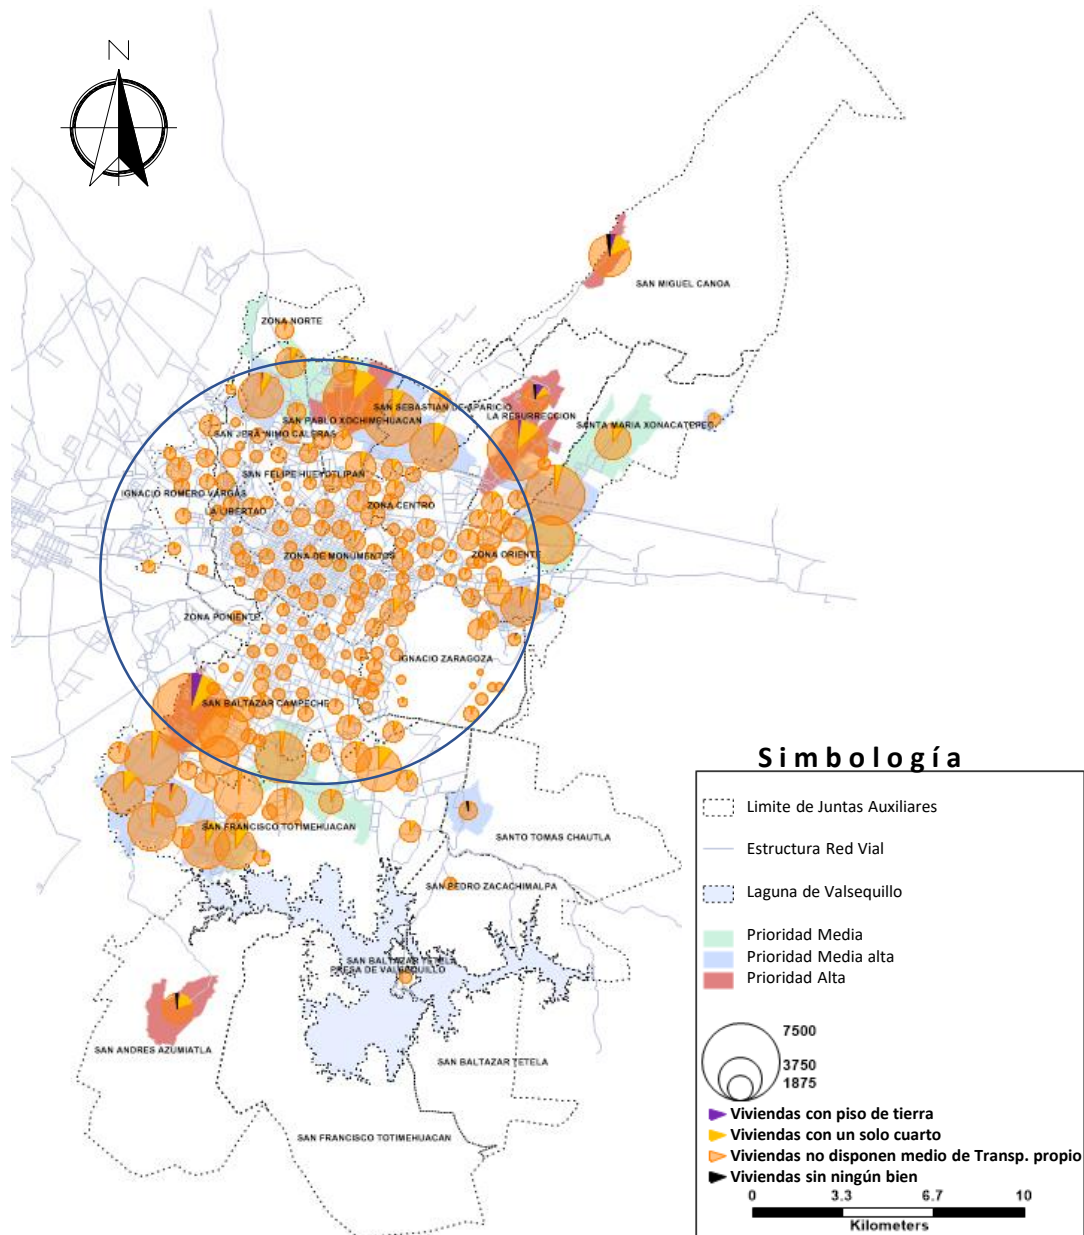 N
SAN MIGUEL CANOA
ZONA NORTE
SAN SEBASTIAN DE APARICIO
LA RESURRECCION
SAN PABLO XOCHIMEHUACAN
SANTA MARIA XONACATEPEC
SAN JERA¨NIMO CALERAS
SAN FELIPE HUEYOTLIPAN
IGNACIO ROMERO VARGAS
ZONA CENTRO
LA LIBERTAD
ZONA DE MONUMENTOS
ZONA ORIENTE
ZONA PONIENTE
IGNACIO ZARAGOZA
SAN BALTAZAR CAMPECHE
SAN FRANCISCO TOTIMEHUACAN
SANTO TOMAS CHAUTLA
SAN PEDRO ZACACHIMALPA
SAN BALTAZAR TETELA
PRESA DE VALSEQUILLO
SAN ANDRES AZUMIATLA
SAN BALTAZAR TETELA
SAN FRANCISCO TOTIMEHUACAN
Simbología
Limite de Juntas Auxiliares
Estructura Red Vial
Laguna de Valsequillo
Prioridad Media
Prioridad Media alta
Prioridad Alta
7500
3750
1875
Viviendas con piso de tierra
Viviendas con un solo cuarto
Viviendas no disponen medio de Transp. propio
Viviendas sin ningún bien
0 3.3 6.7 10
Kilometers